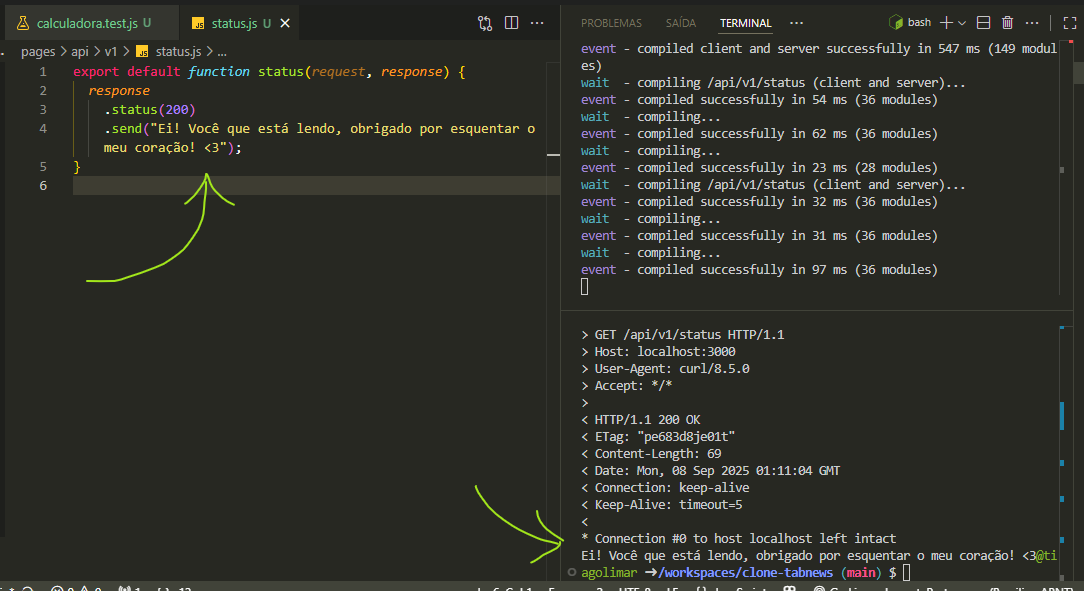 calculadora.test.js U
status.js U
PROBLEMAS SAÍDA TERMINAL
bash
pages > api > v1 > status.js > ...
1 export default function status(request, response) {
2 response
3 .status(200)
4 .send("Ei! Você que está lendo, obrigado por esquentar o
meu coração! <3");
5 }
6
event - compiled client and server successfully in 547 ms (149 modul
es)
wait - compiling /api/v1/status (client and server)...
event - compiled successfully in 54 ms (36 modules)
wait - compiling...
event - compiled successfully in 62 ms (36 modules)
wait - compiling...
event - compiled successfully in 23 ms (28 modules)
wait - compiling /api/v1/status (client and server)...
event - compiled successfully in 32 ms (36 modules)
wait - compiling...
event - compiled successfully in 31 ms (36 modules)
wait - compiling...
event - compiled successfully in 97 ms (36 modules)
> GET /api/v1/status HTTP/1.1
> Host: localhost:3000
> User-Agent: curl/8.5.0
> Accept: */*
>
< HTTP/1.1 200 OK
< ETag: "pe683d8je01t"
< Content-Length: 69
< Date: Mon, 08 Sep 2025 01:11:04 GMT
< Connection: keep-alive
< Keep-Alive: timeout=5
<
* Connection #0 to host localhost left intact
Ei! Você que está lendo, obrigado por esquentar o meu coração! <3@ti
agolimar ➜/workspaces/clone-tabnews (main) $